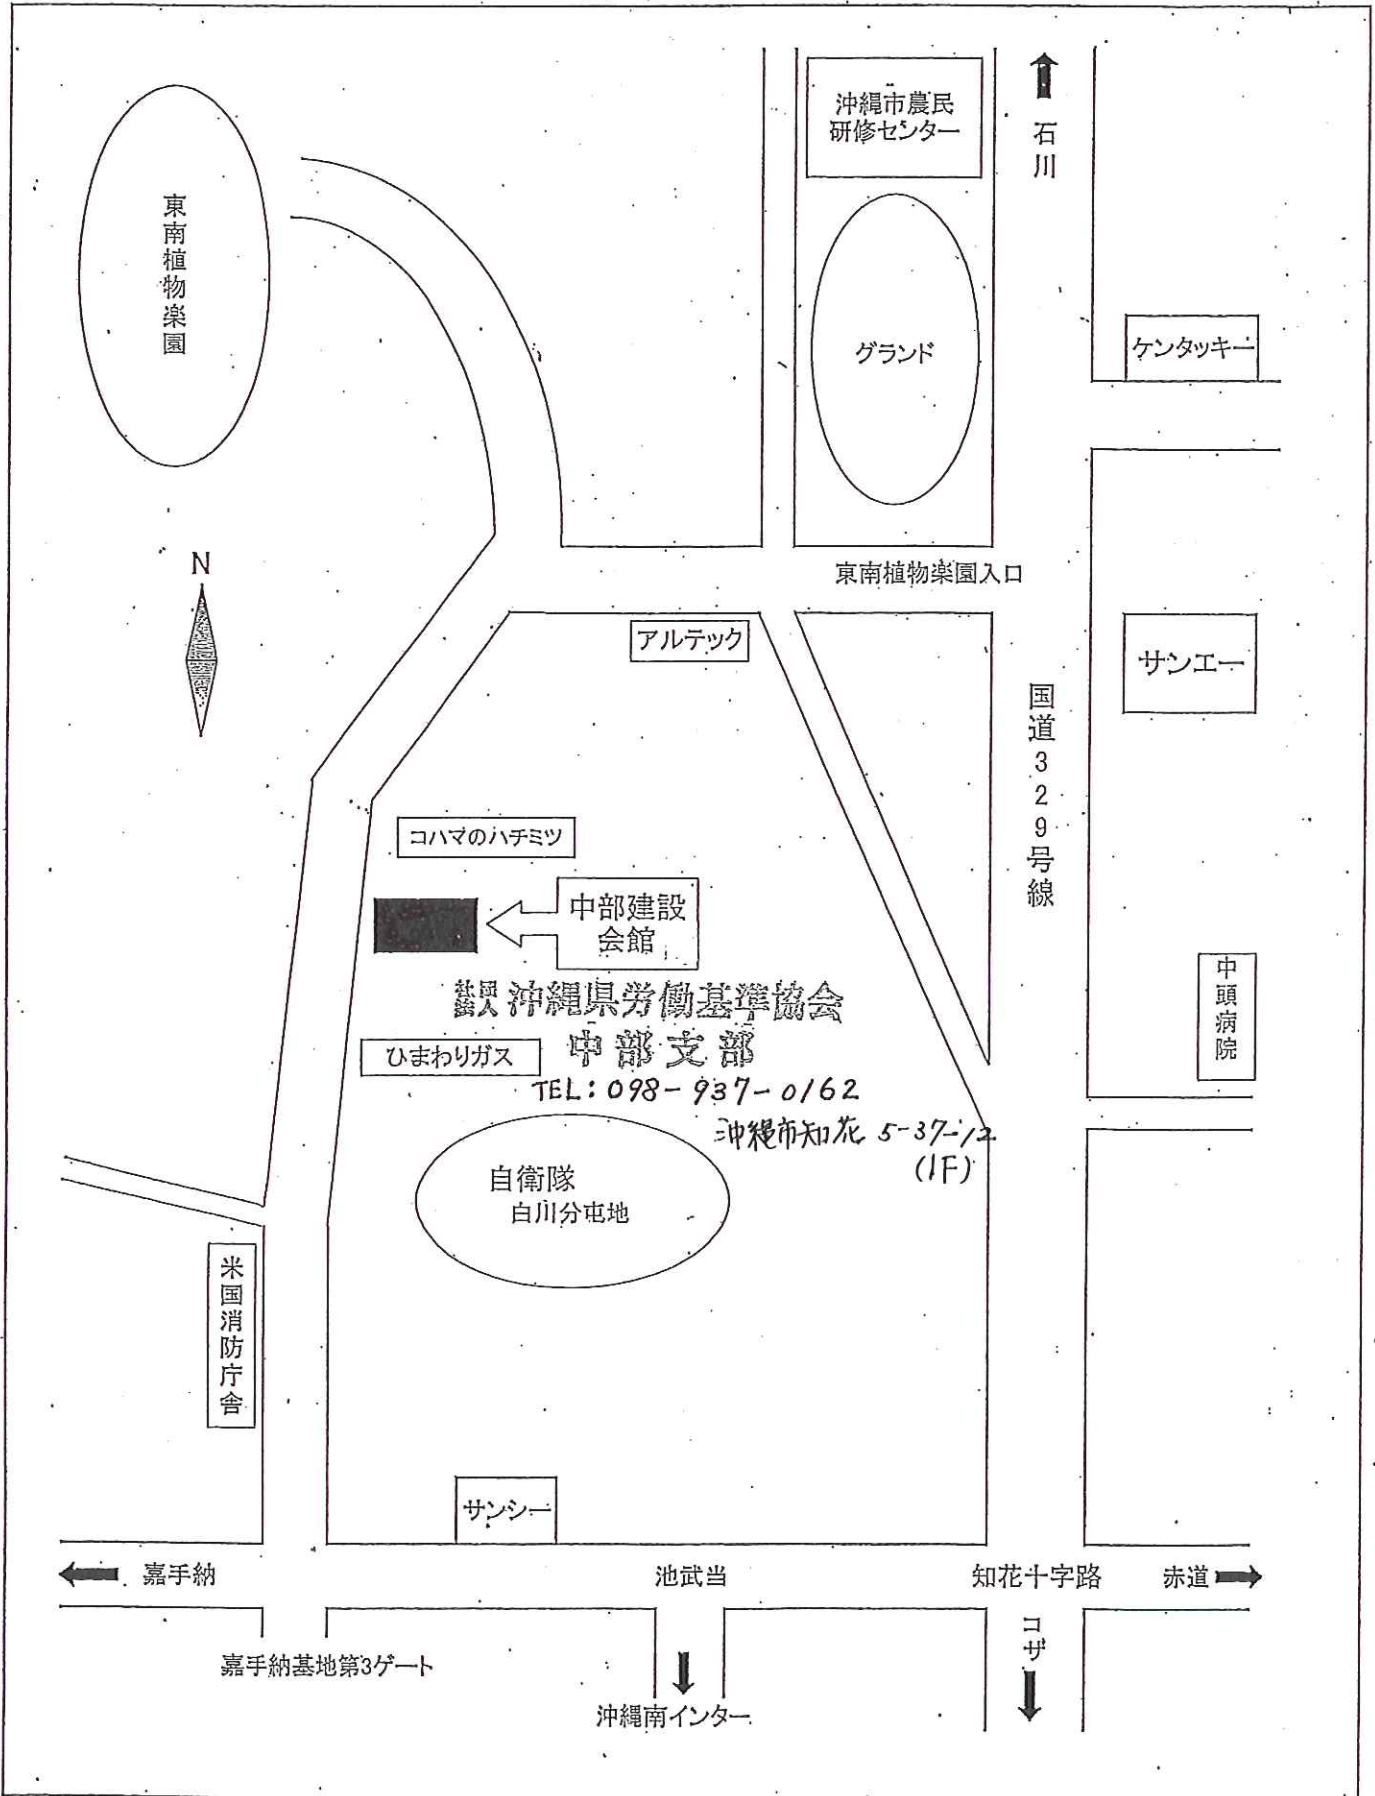 沖縄市農民
研修センター
石川
東南植物楽園
グランド
ケンタッキー
N
東南植物楽園入口
アルテック
サンエー
国道329号線
コハマのハチミツ
中部建設
会館
社団法人 沖縄県労働基準協会
中部支部
中頭病院
ひまわりガス
TEL:098-937-0162
沖縄市知花 5-37-12
(1F)
自衛隊
白川分屯地
米国消防庁舎
サンシー
嘉手納
池武当
知花十字路
赤道
コザ
嘉手納基地第3ゲート
沖縄南インター